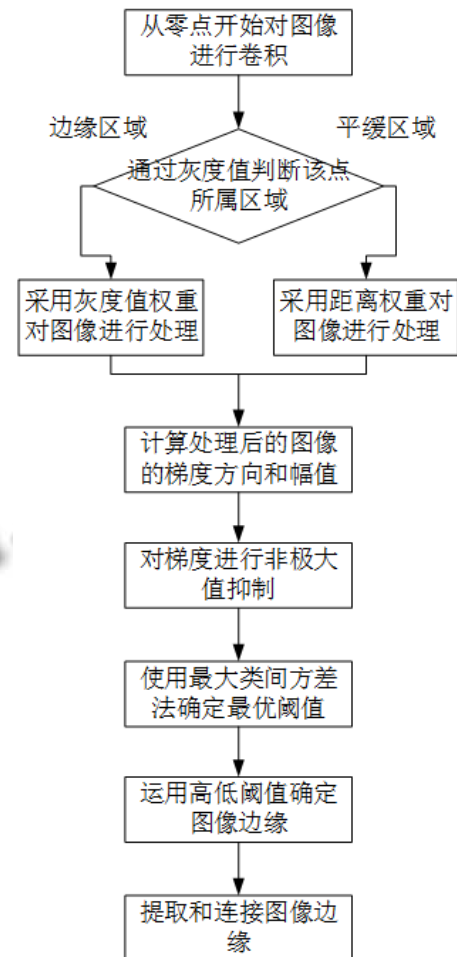 从零点开始对图像
进行卷积
边缘区域
平缓区域
通过灰度值判断该点
所属区域
采用灰度值权重
对图像进行处理
采用距离权重对
图像进行处理
计算处理后的图像
的梯度方向和幅值
对梯度进行非极大
值抑制
使用最大类间方差
法确定最优阈值
运用高低阈值确定
图像边缘
提取和连接图像边
缘